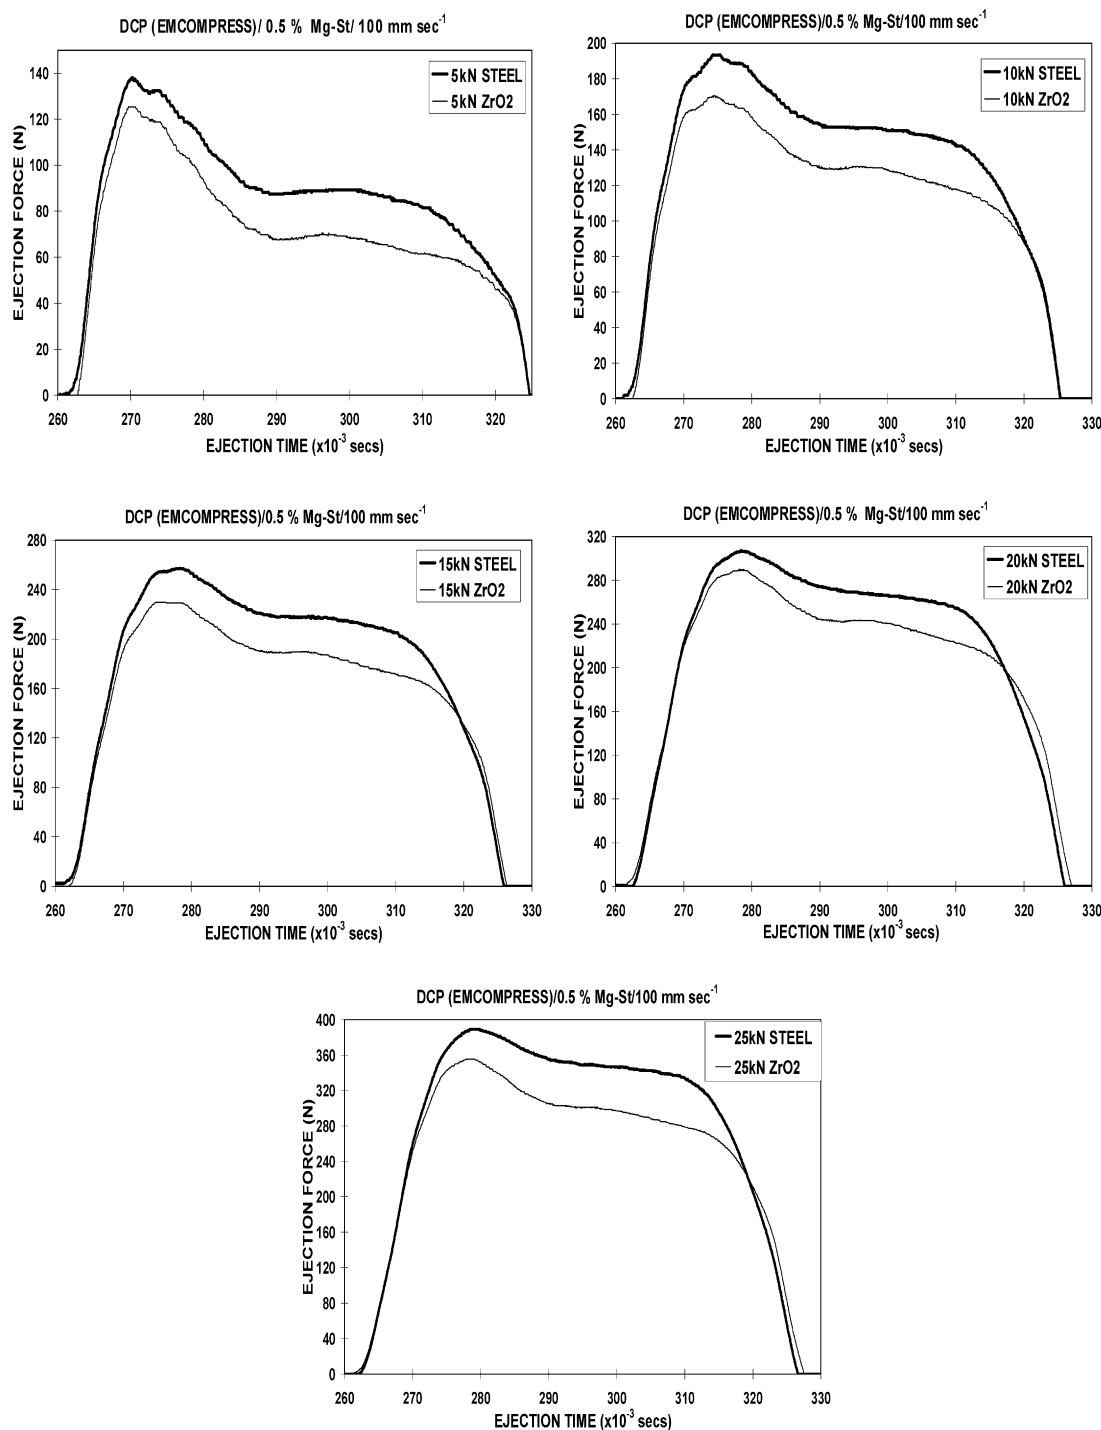 DCP (EMCOMPRESS)/ 0.5 %  Mg-St/ 100 mm sec⁻¹
EJECTION FORCE (N)
140
120
100
80
60
40
20
0
5kN STEEL
5kN ZrO2
260 270 280 290 300 310 320
EJECTION TIME (x10⁻³ secs)
DCP (EMCOMPRESS)/0.5 %  Mg-St/100 mm sec⁻¹
EJECTION FORCE (N)
200
180
160
140
120
100
80
60
40
20
0
10kN STEEL
10kN ZrO2
260 270 280 290 300 310 320 330
EJECTION TIME (x10⁻³ secs)
DCP (EMCOMPRESS)/0.5 % Mg-St/100 mm sec⁻¹
EJECTION FORCE (N)
280
240
200
160
120
80
40
0
15kN STEEL
15kN ZrO2
260 270 280 290 300 310 320 330
EJECTION TIME (x10⁻³ secs)
DCP (EMCOMPRESS)/0.5 %  Mg-St/100 mm sec⁻¹
EJECTION FORCE (N)
320
280
240
200
160
120
80
40
0
20kN STEEL
20kN ZrO2
260 270 280 290 300 310 320 330
EJECTION TIME (x10⁻³ secs)
DCP (EMCOMPRESS)/0.5 % Mg-St/100 mm sec⁻¹
EJECTION FORCE (N)
400
360
320
280
240
200
160
120
80
40
0
25kN STEEL
25kN ZrO2
260 270 280 290 300 310 320 330
EJECTION TIME (x10⁻³ secs)